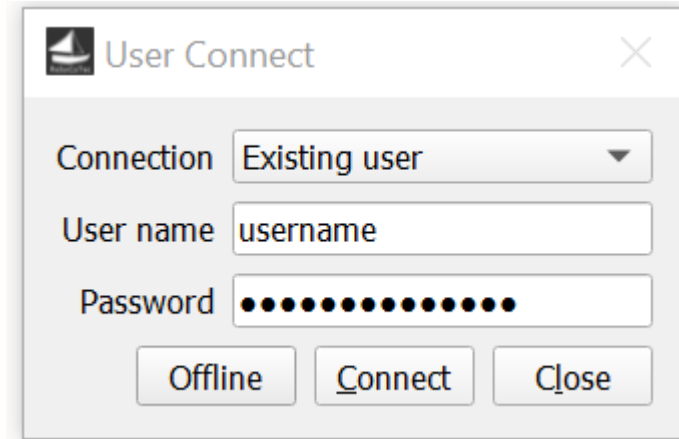 User Connect
Connection Existing user
User name username
Password ●●●●●●●●●●●●●●
Offline Connect Close